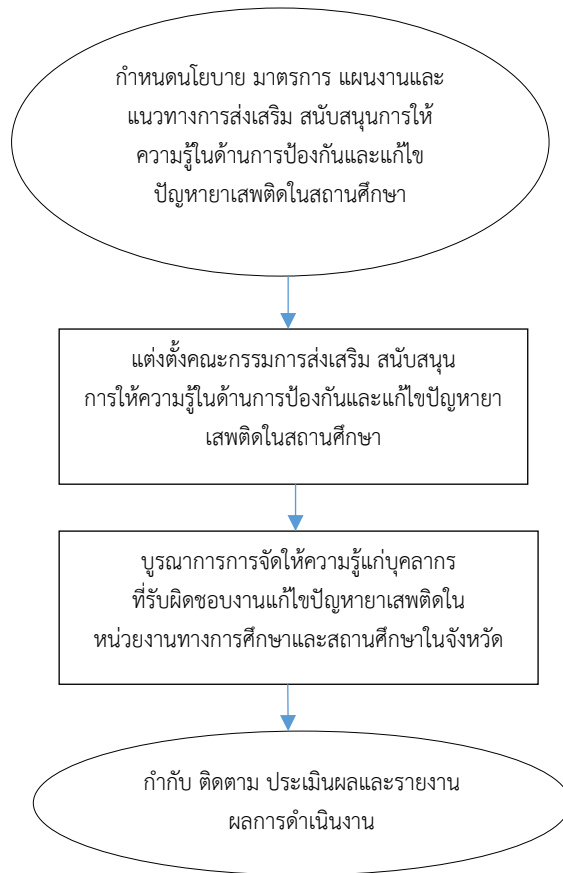 กำหนดนโยบาย มาตรการ แผนงานและ
แนวทางการส่งเสริม สนับสนุนการให้
ความรู้ในด้านการป้องกันและแก้ไข
ปัญหายาเสพติดในสถานศึกษา
แต่งตั้งคณะกรรมการส่งเสริม สนับสนุน
การให้ความรู้ในด้านการป้องกันและแก้ไขปัญหายา
เสพติดในสถานศึกษา
บูรณาการการจัดให้ความรู้แก่บุคลากร
ที่รับผิดชอบงานแก้ไขปัญหายาเสพติดใน
หน่วยงานทางการศึกษาและสถานศึกษาในจังหวัด
กำกับ ติดตาม ประเมินผลและรายงาน
ผลการดำเนินงาน